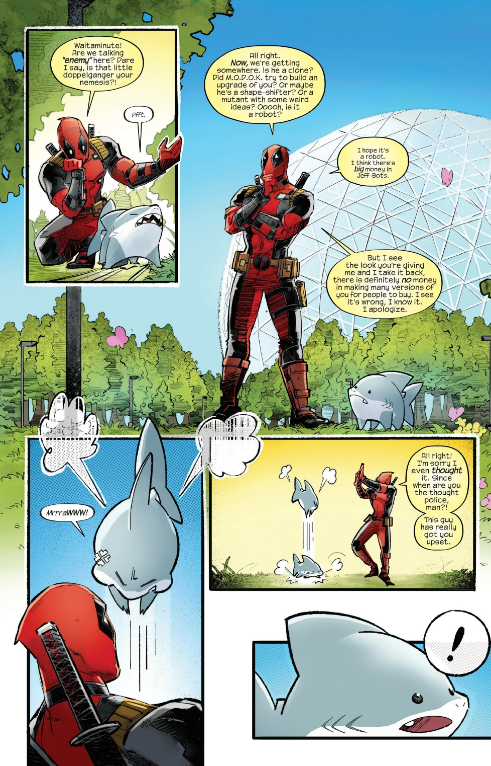 Waitaminute!
Are we talking
"enemy" here? Dare
I say, is that little
doppelganger your
nemesis?!
Pfft.
All right.
Now, we're getting
somewhere. Is he a clone?
Did M.O.D.O.K. try to build an
upgrade of you? Or maybe
he's a shape-shifter? Or a
mutant with some weird
ideas? Ooooh, is it
a robot?
I hope it's
a robot.
I think there's
big money in
Jeff Bots.
But I see
the look you're giving
me and I take it back,
there is definitely no money
in making many versions of
you for people to buy. I see
it's wrong, I know it.
I apologize.
MrrraWWW!
All right!
I'm sorry I
even thought
it. Since
when are you
the thought
police,
man?!
This guy
has really
got you
upset.
!